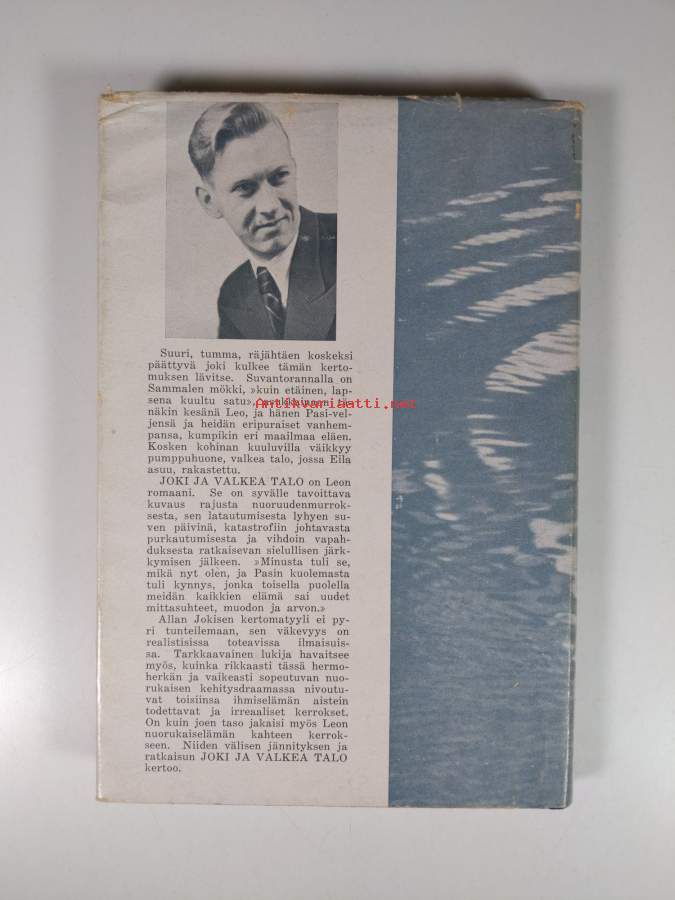 Suuri, tumma, räjähtäen koskeksi
päättyvä joki kulkee tämän kerto-
muksen lävitse. Suvantorannalla on
Sammalen mökki, »kuin etäinen, lap-
sena kuultu satu»,
Antikvariaatti.net
näkin kesänä Leo, ja hänen Pasi-vel-
jensä ja heidän eripuraiset vanhem-
pansa, kumpikin eri maailmaa eläen.
Kosken kohinan kuuluvilla väikkyy
pumppuhuone, valkea talo, jossa Eila
asuu, rakastettu.
JOKI JA VALKEA TALO on Leon
romaani. Se on syvälle tavoittava
kuvaus rajusta nuoruudenmurrok-
sesta, sen latautumisesta lyhyen su-
ven päivinä, katastrofiin johtavasta
purkautumisesta ja vihdoin vapah-
duksesta ratkaisevan sielullisen järk-
kymisen jälkeen. »Minusta tuli se,
mikä nyt olen, ja Pasin kuolemasta
tuli kynnys, jonka toisella puolella
meidän kaikkien elämä sai uudet
mittasuhteet, muodon ja arvon.»
Allan Jokisen kertomatyyli ei py-
ri tunteilemaan, sen väkevyys on
realistisissa toteavissa ilmaisuis-
sa. Tarkkaavainen lukija havaitsee
myös, kuinka rikkaasti tässä hermo-
herkän ja vaikeasti sopeutuvan nuo-
rukaisen kehitysdraamassa nivoutu-
vat toisiinsa ihmiselämän aistein
todettavat ja irreaaliset kerrokset.
On kuin joen taso jakaisi myös Leon
nuorukaiselämän kahteen kerrok-
seen. Niiden välisen jännityksen ja
ratkaisun JOKI JA VALKEA TALO
kertoo.